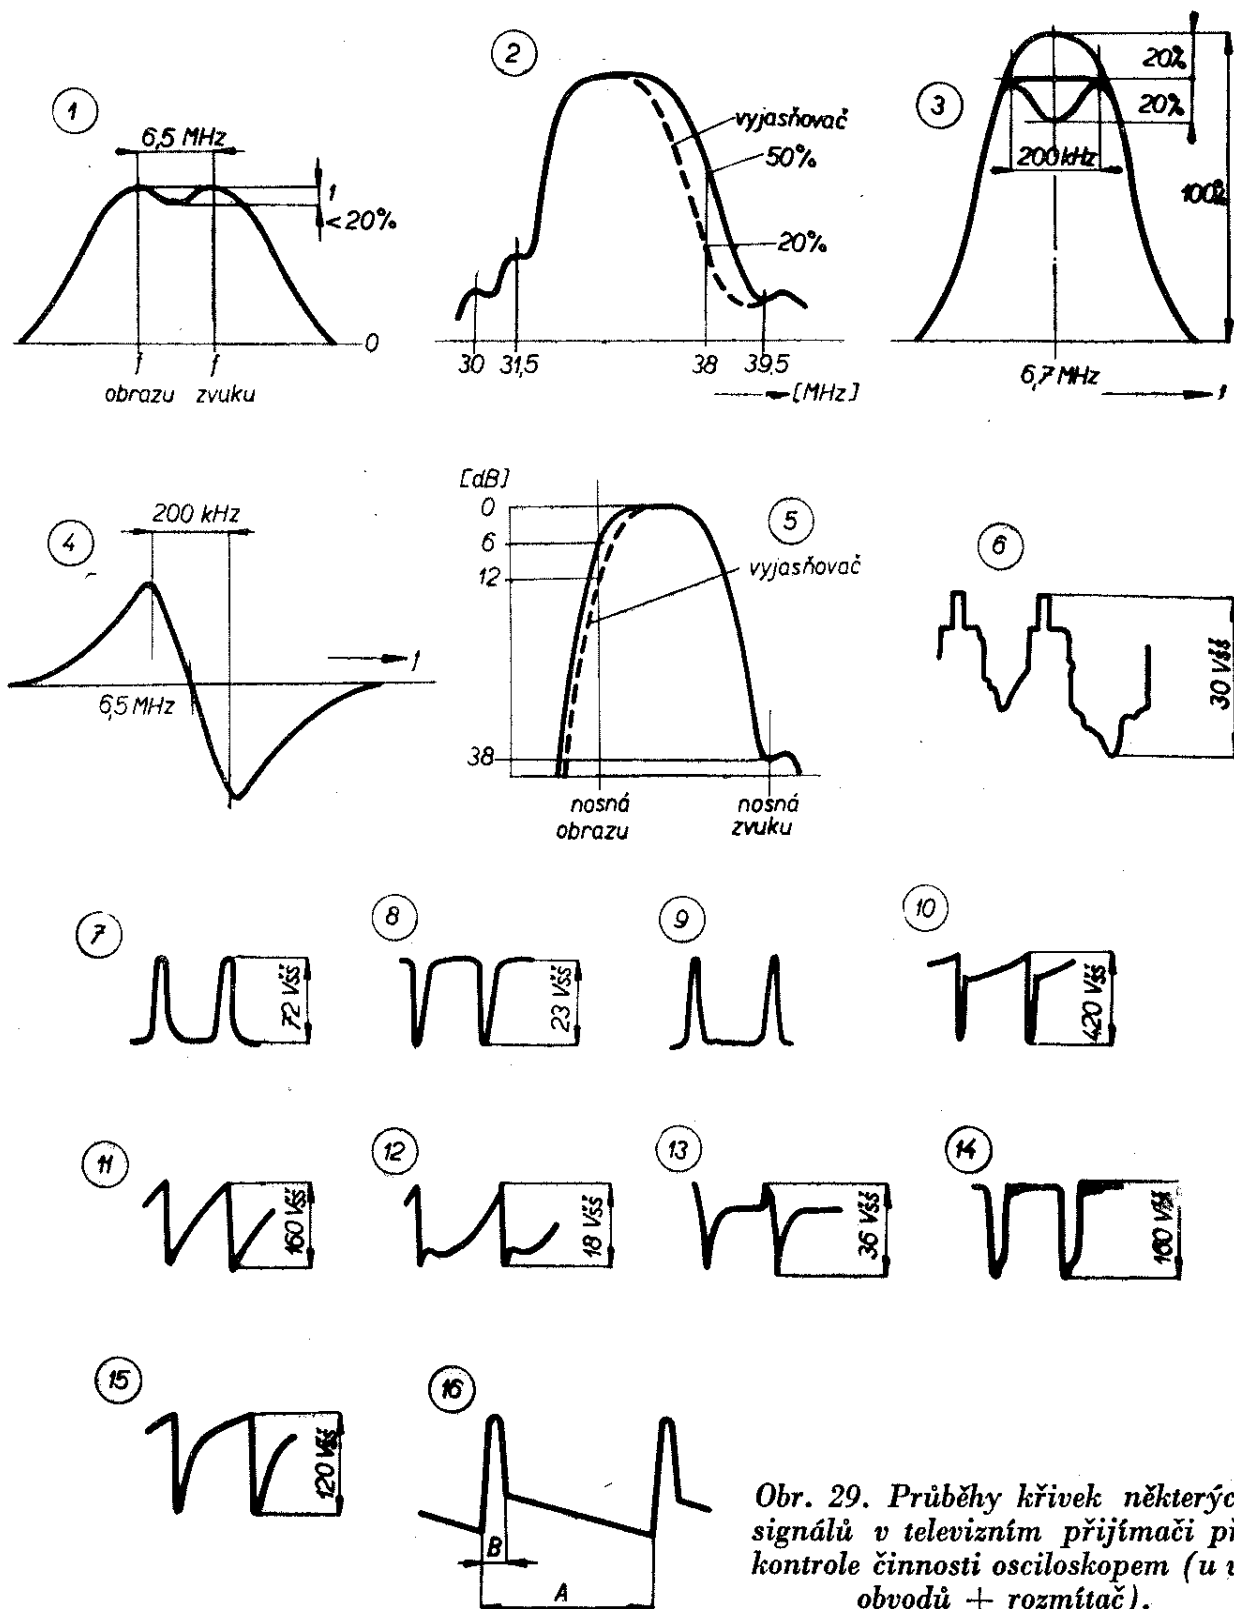 1
6,5 MHz
f
<20%
0
f
f
obrazu zvuku
2
vyjasňovač
50%
20%
30
31,5
38
39,5
[MHz]
3
20%
20%
200 kHz
100%
6,7 MHz
f
4
200 kHz
f
6,5 MHz
5
[dB]
0
6
12
38
vyjasňovač
nosná
obrazu
nosná
zvuku
6
30 Všš
7
72 Všš
8
23 Všš
9
10
420 Všš
11
160 Všš
12
18 Všš
13
36 Všš
14
160 Všš
15
120 Všš
16
B
A
Obr. 29. Průběhy křivek některýc
signálů v televizním přijímači př
kontrole činnosti osciloskopem (u v
obvodů + rozmítač).